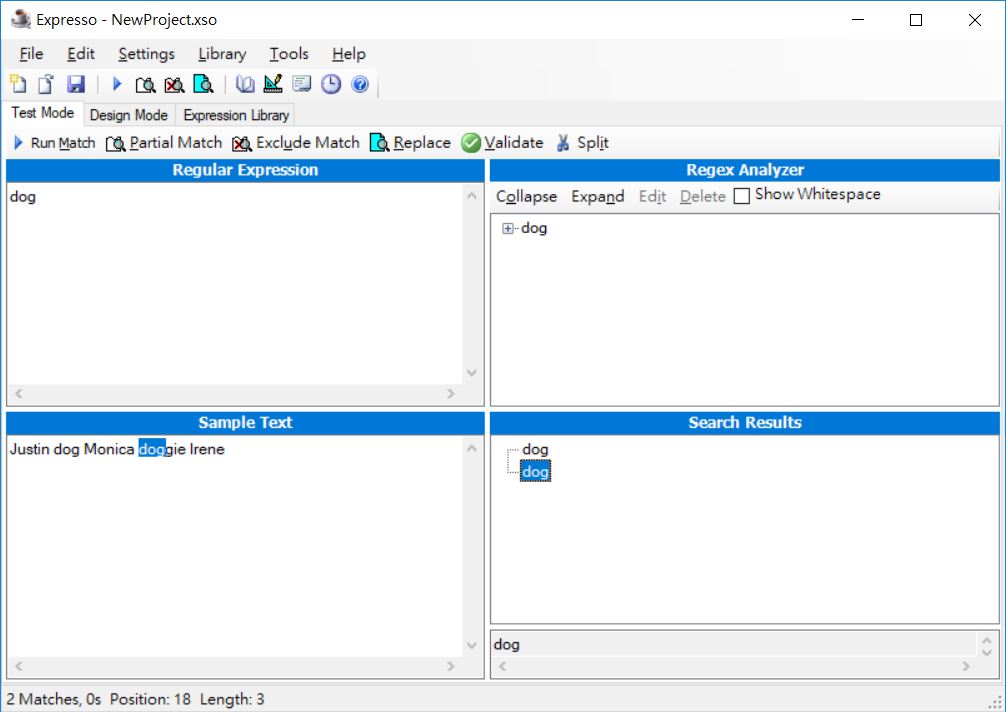 Expresso - NewProject.xso
File Edit Settings Library Tools Help
Test Mode Design Mode Expression Library
Run Match Partial Match Exclude Match Replace Validate Split
Regular Expression
dog
Regex Analyzer
Collapse Expand Edit Delete Show Whitespace
dog
Sample Text
Justin dog Monica doggie Irene
Search Results
dog
dog
dog
2 Matches, 0s Position: 18 Length: 3